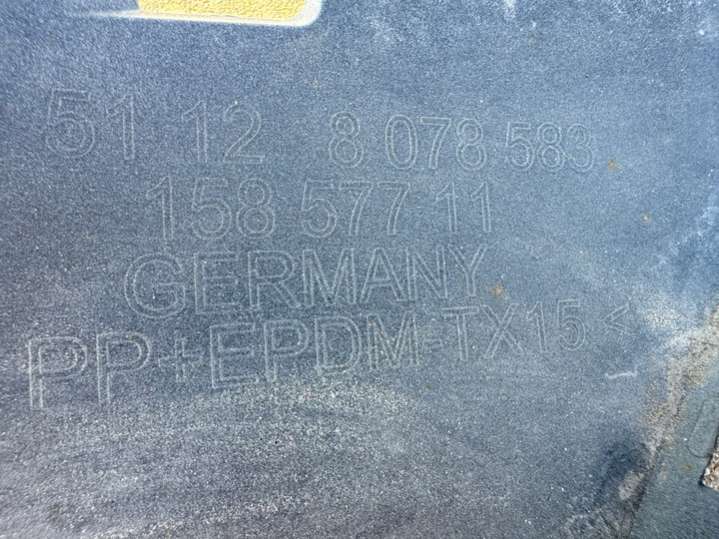 51 12 8 078 583
158 577 11
GERMANY
PP+EPDM-TX15<